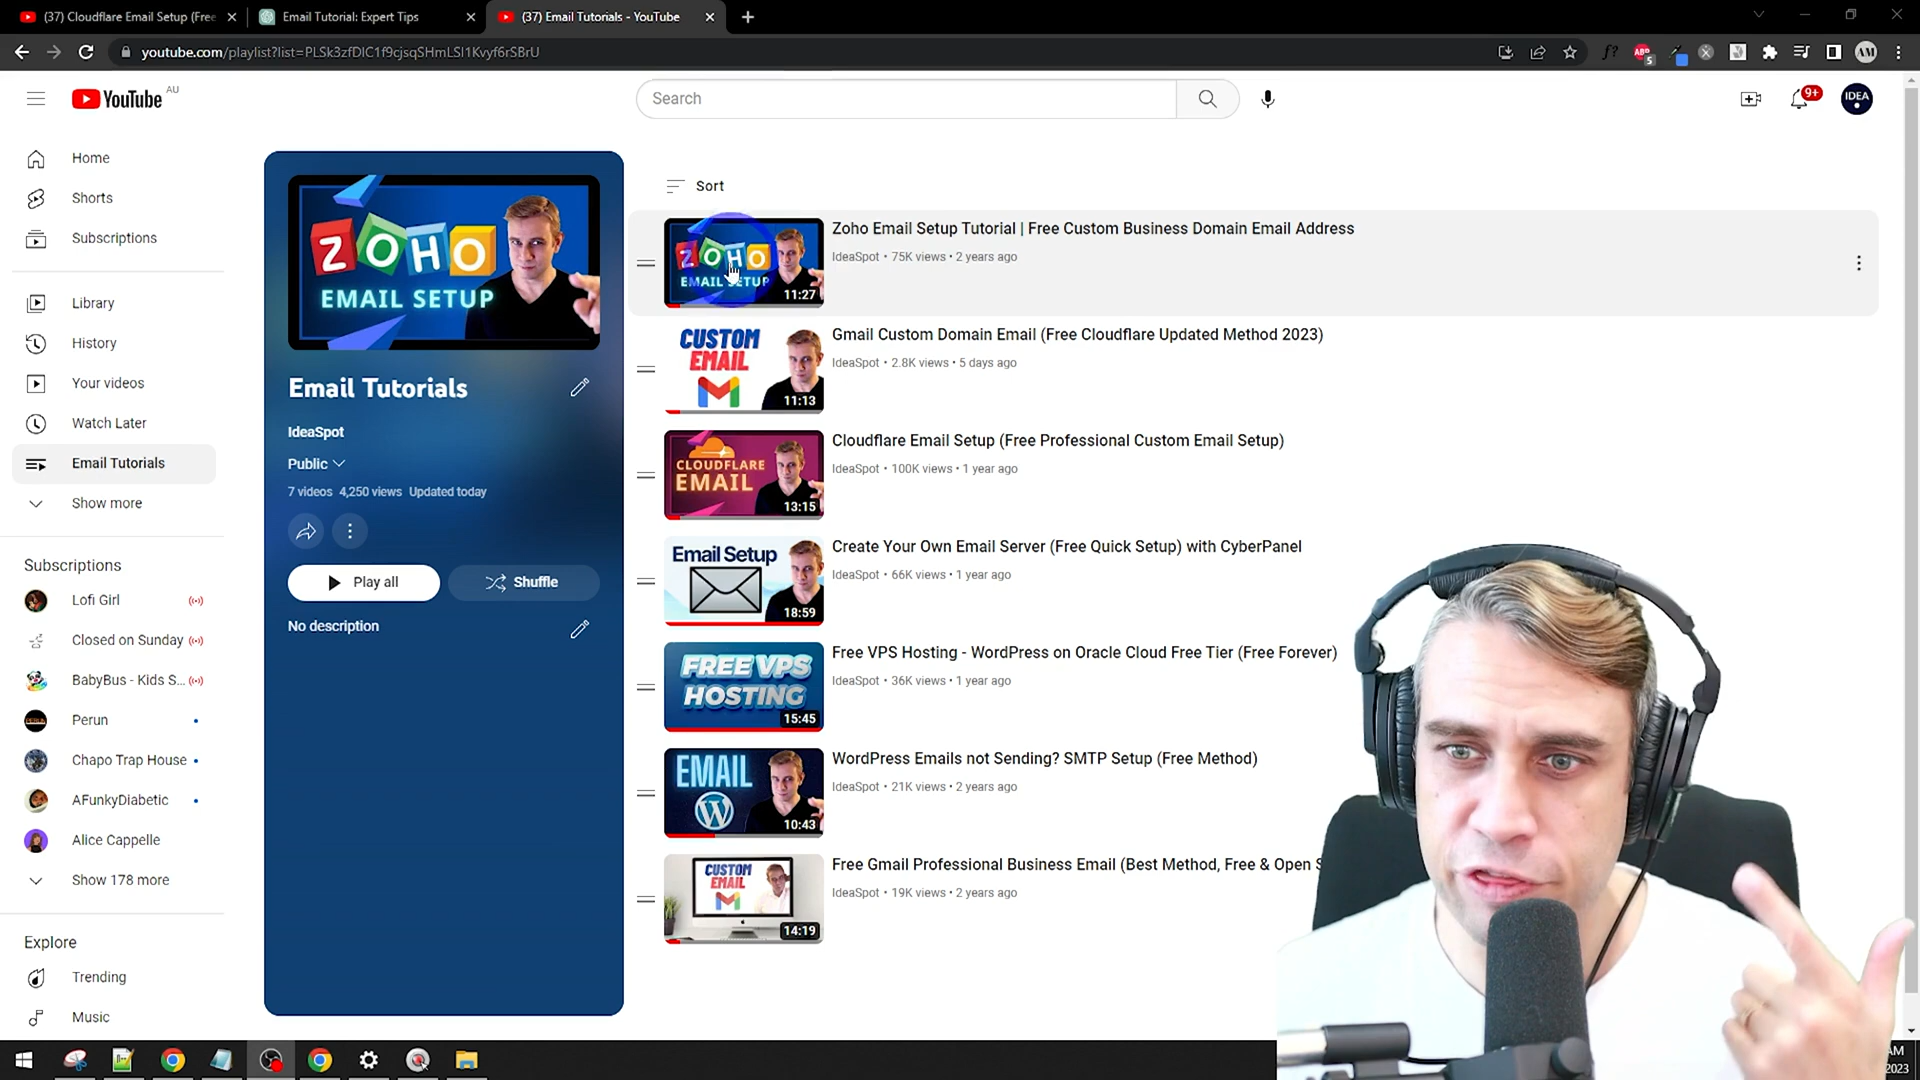 (37) Cloudflare Email Setup (Free
Email Tutorial: Expert Tips
(37) Email Tutorials - YouTube
youtube.com/playlist?list=PLSk3zfDlC1f9cjsqSHmLSI1Kvyf6rSBrU
ABP
5
AM
YouTube
AU
Search
9+
IDEA
Home
Shorts
Subscriptions
Library
History
Your videos
Watch Later
Email Tutorials
Show more
Subscriptions
Lofi Girl
Closed on Sunday
BabyBus - Kids S...
Perun
Chapo Trap House
AFunkyDiabetic
Alice Cappelle
Show 178 more
Explore
Trending
Music
ZOHO
EMAIL SETUP
Email Tutorials
IdeaSpot
Public
7 videos 4,250 views Updated today
Play all
Shuffle
No description
Sort
ZOHO
EMAIL SETUP
11:27
Zoho Email Setup Tutorial | Free Custom Business Domain Email Address
IdeaSpot • 75K views • 2 years ago
CUSTOM
EMAIL
11:13
Gmail Custom Domain Email (Free Cloudflare Updated Method 2023)
IdeaSpot • 2.8K views • 5 days ago
CLOUDFLARE
EMAIL
13:15
Cloudflare Email Setup (Free Professional Custom Email Setup)
IdeaSpot • 100K views • 1 year ago
Email Setup
18:59
Create Your Own Email Server (Free Quick Setup) with CyberPanel
IdeaSpot • 66K views • 1 year ago
FREE VPS
HOSTING
15:45
Free VPS Hosting - WordPress on Oracle Cloud Free Tier (Free Forever)
IdeaSpot • 36K views • 1 year ago
EMAIL
10:43
WordPress Emails not Sending? SMTP Setup (Free Method)
IdeaSpot • 21K views • 2 years ago
CUSTOM
EMAIL
14:19
Free Gmail Professional Business Email (Best Method, Free & Open S
IdeaSpot • 19K views • 2 years ago
AM
2023